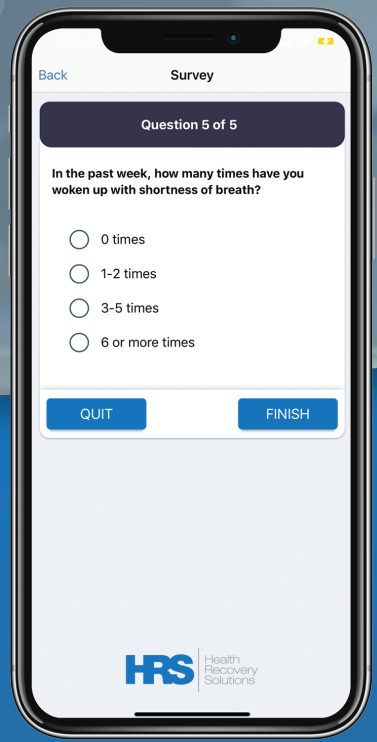 Back
Survey
Question 5 of 5
In the past week, how many times have you
woken up with shortness of breath?
0 times
1-2 times
3-5 times
6 or more times
QUIT
FINISH
HRS
Health
Recovery
Solutions